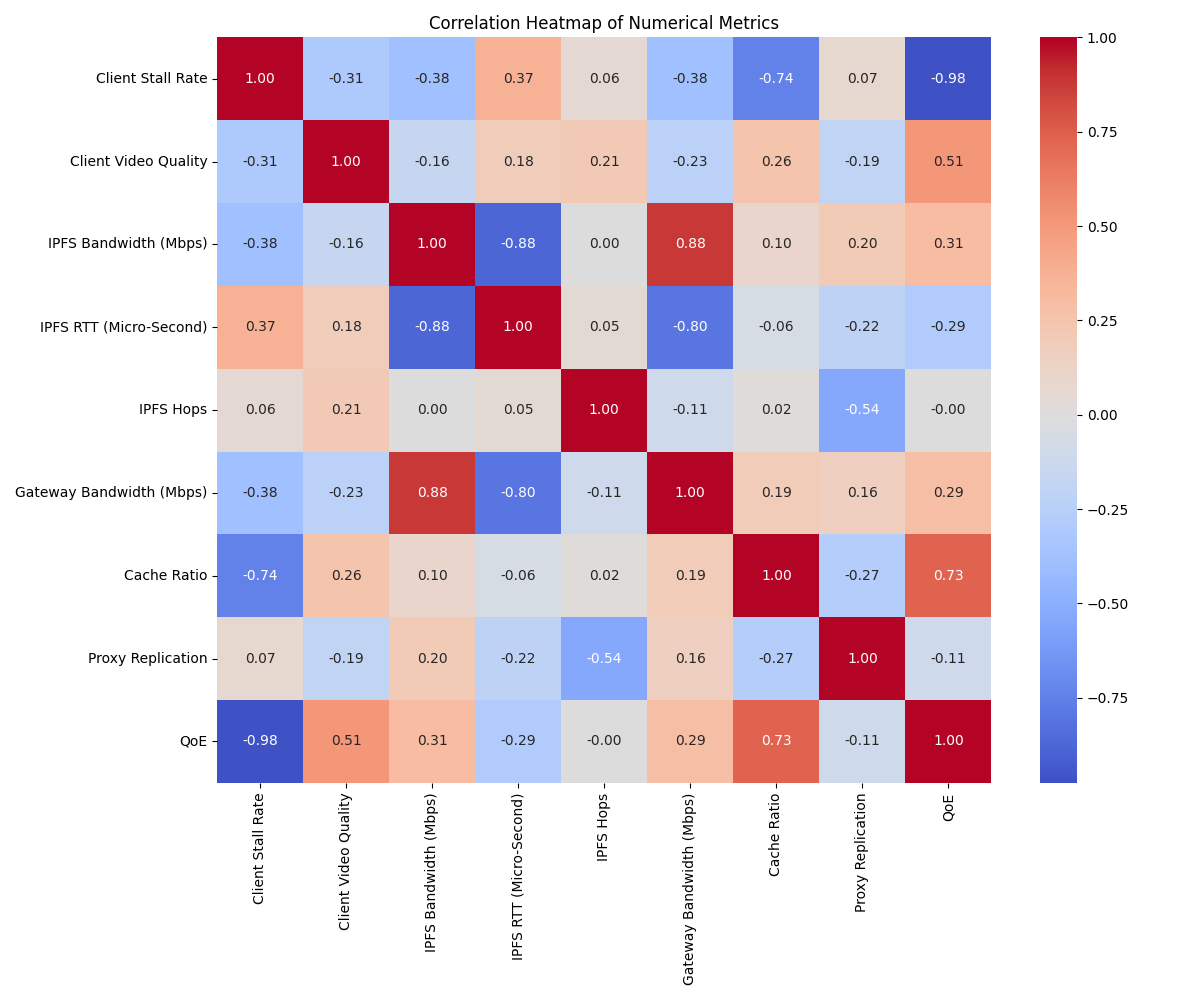 Correlation Heatmap of Numerical Metrics
Client Stall Rate 1.00 -0.31 -0.38 0.37 0.06 -0.38 -0.74 0.07 -0.98
Client Video Quality -0.31 1.00 -0.16 0.18 0.21 -0.23 0.26 -0.19 0.51
IPFS Bandwidth (Mbps) -0.38 -0.16 1.00 -0.88 0.00 0.88 0.10 0.20 0.31
IPFS RTT (Micro-Second) 0.37 0.18 -0.88 1.00 0.05 -0.80 -0.06 -0.22 -0.29
IPFS Hops 0.06 0.21 0.00 0.05 1.00 -0.11 0.02 -0.54 -0.00
Gateway Bandwidth (Mbps) -0.38 -0.23 0.88 -0.80 -0.11 1.00 0.19 0.16 0.29
Cache Ratio -0.74 0.26 0.10 -0.06 0.02 0.19 1.00 -0.27 0.73
Proxy Replication 0.07 -0.19 0.20 -0.22 -0.54 0.16 -0.27 1.00 -0.11
QoE -0.98 0.51 0.31 -0.29 -0.00 0.29 0.73 -0.11 1.00
Client Stall Rate
Client Video Quality
IPFS Bandwidth (Mbps)
IPFS RTT (Micro-Second)
IPFS Hops
Gateway Bandwidth (Mbps)
Cache Ratio
Proxy Replication
QoE
1.00
0.75
0.50
0.25
0.00
−0.25
−0.50
−0.75